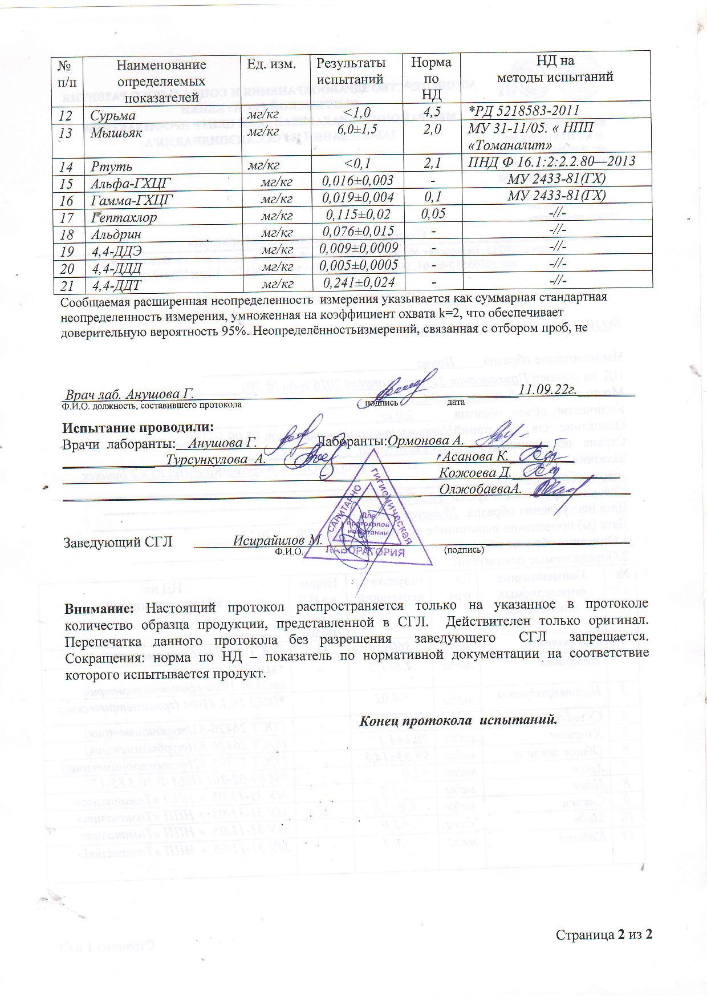 № п/п Наименование определяемых показателей Ед. изм. Результаты испытаний Норма по НД НД на методы испытаний
12 Сурьма мг/кг <1,0 4,5 *РД 5218583-2011
13 Мышьяк мг/кг 6,0±1,5 2,0 МУ 31-11/05. « НПП «Томаналит»
14 Ртуть мг/кг <0,1 2,1 ПНД Ф 16.1:2:2.2.80—2013
15 Альфа-ГХЦГ мг/кг 0,016±0,003 - МУ 2433-81(ГХ)
16 Гамма-ГХЦГ мг/кг 0,019±0,004 0,1 МУ 2433-81(ГХ)
17 Гептахлор мг/кг 0,115±0,02 0,05 -//-
18 Альдрин мг/кг 0,076±0,015 - -//-
19 4,4-ДДЭ мг/кг 0,009±0,0009 - -//-
20 4,4-ДДД мг/кг 0,005±0,0005 - -//-
21 4,4-ДДТ мг/кг 0,241±0,024 - -//-
Сообщаемая расширенная неопределенность измерения указывается как суммарная стандартная
неопределенность измерения, умноженная на коэффициент охвата k=2, что обеспечивает
доверительную вероятность 95%. Неопределённостьизмерений, связанная с отбором проб, не
Врач лаб. Анушова Г. 11.09.22г.
Ф.И.О. должность, составившего протокола подпись дата
Испытание проводили:
Врачи лаборанты: Анушова Г. Лаборанты: Ормонова А.
Турсункулова А. Асанова К.
Кожоева Д.
ОлжобаеваА.
САНИТАРНО ГИГИЕНИЧЕСКАЯ ЛАБОРАТОРИЯ
Для
протоколов
испытаний
Заведующий СГЛ Исирайилов М.
Ф.И.О. (подпись)
Внимание: Настоящий протокол распространяется только на указанное в протоколе
количество образца продукции, представленной в СГЛ. Действителен только оригинал.
Перепечатка данного протокола без разрешения заведующего СГЛ запрещается.
Сокращения: норма по НД – показатель по нормативной документации на соответствие
которого испытывается продукт.
Конец протокола испытаний.
Страница 2 из 2